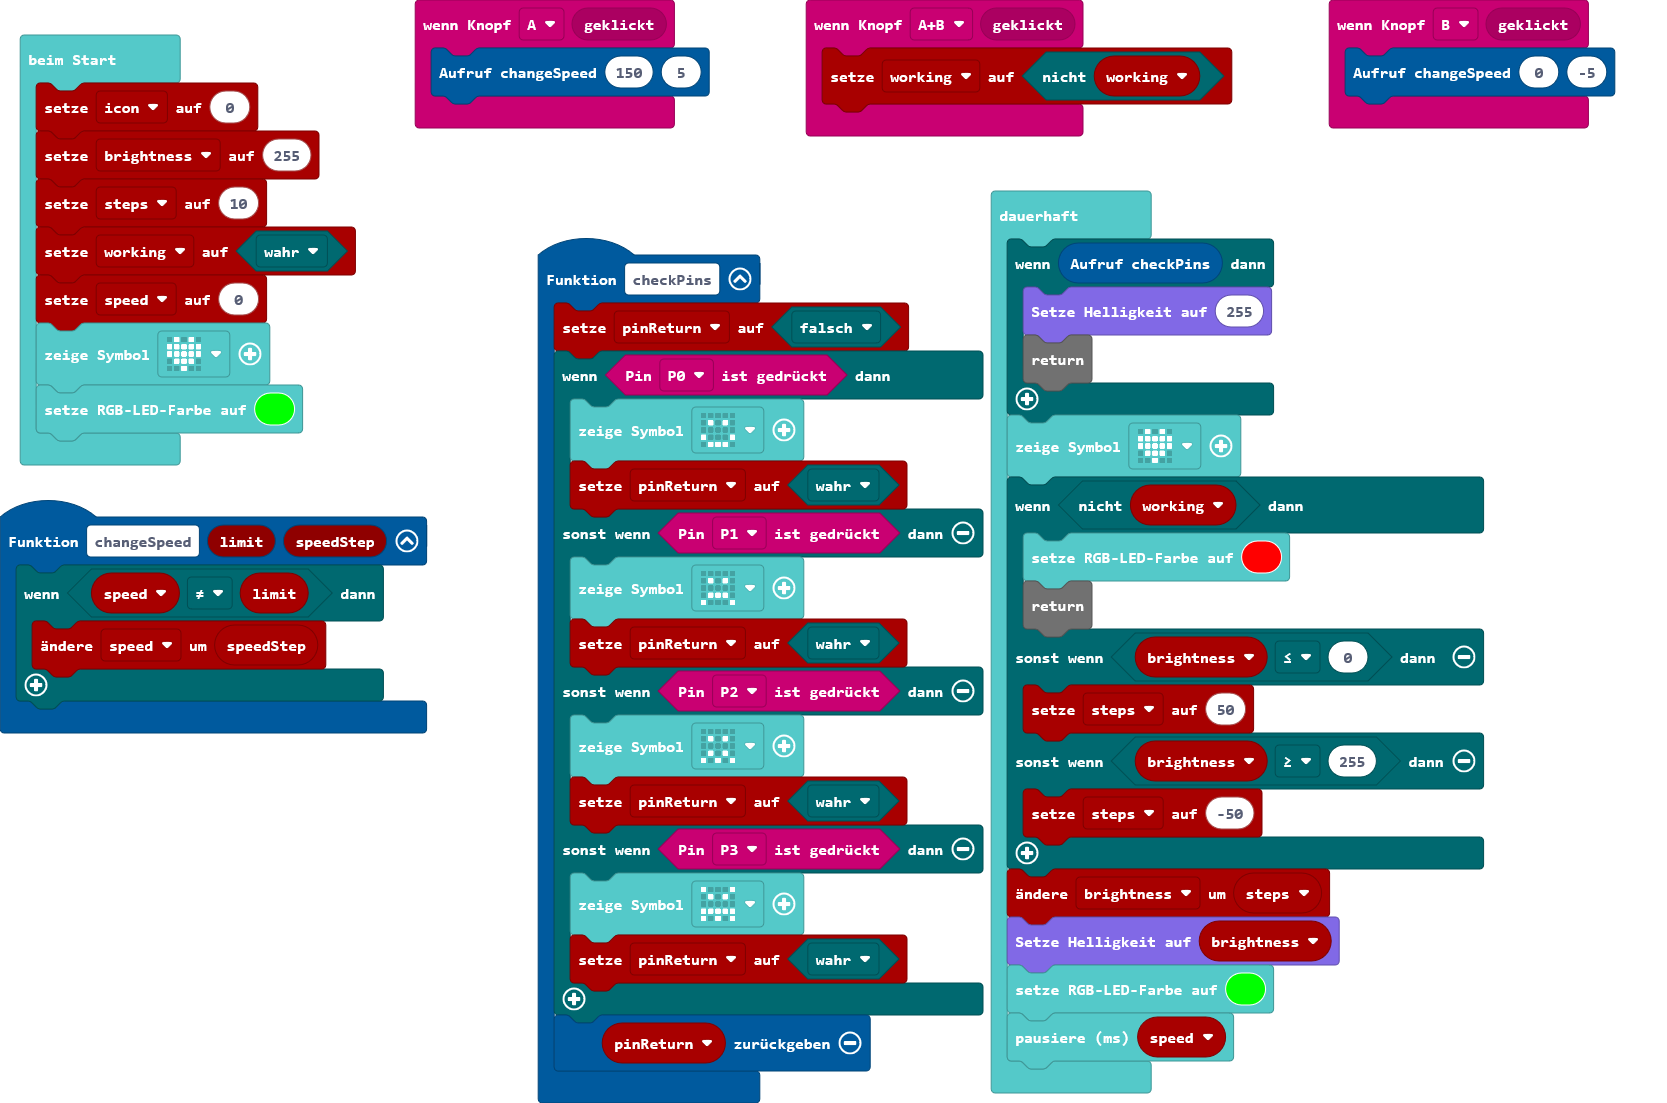 beim Start
setze icon auf 0
setze brightness auf 255
setze steps auf 10
setze working auf wahr
setze speed auf 0
zeige Symbol
setze RGB-LED-Farbe auf
Funktion changeSpeed limit speedStep
wenn speed ≠ limit dann
ändere speed um speedStep
wenn Knopf A geklickt
Aufruf changeSpeed 150 5
wenn Knopf A+B geklickt
setze working auf nicht working
wenn Knopf B geklickt
Aufruf changeSpeed 0 -5
Funktion checkPins
setze pinReturn auf falsch
wenn Pin P0 ist gedrückt dann
zeige Symbol
setze pinReturn auf wahr
sonst wenn Pin P1 ist gedrückt dann
zeige Symbol
setze pinReturn auf wahr
sonst wenn Pin P2 ist gedrückt dann
zeige Symbol
setze pinReturn auf wahr
sonst wenn Pin P3 ist gedrückt dann
zeige Symbol
setze pinReturn auf wahr
pinReturn zurückgeben
dauerhaft
wenn Aufruf checkPins dann
Setze Helligkeit auf 255
return
zeige Symbol
wenn nicht working dann
setze RGB-LED-Farbe auf
return
sonst wenn brightness ≤ 0 dann
setze steps auf 50
sonst wenn brightness ≥ 255 dann
setze steps auf -50
ändere brightness um steps
Setze Helligkeit auf brightness
setze RGB-LED-Farbe auf
pausiere (ms) speed